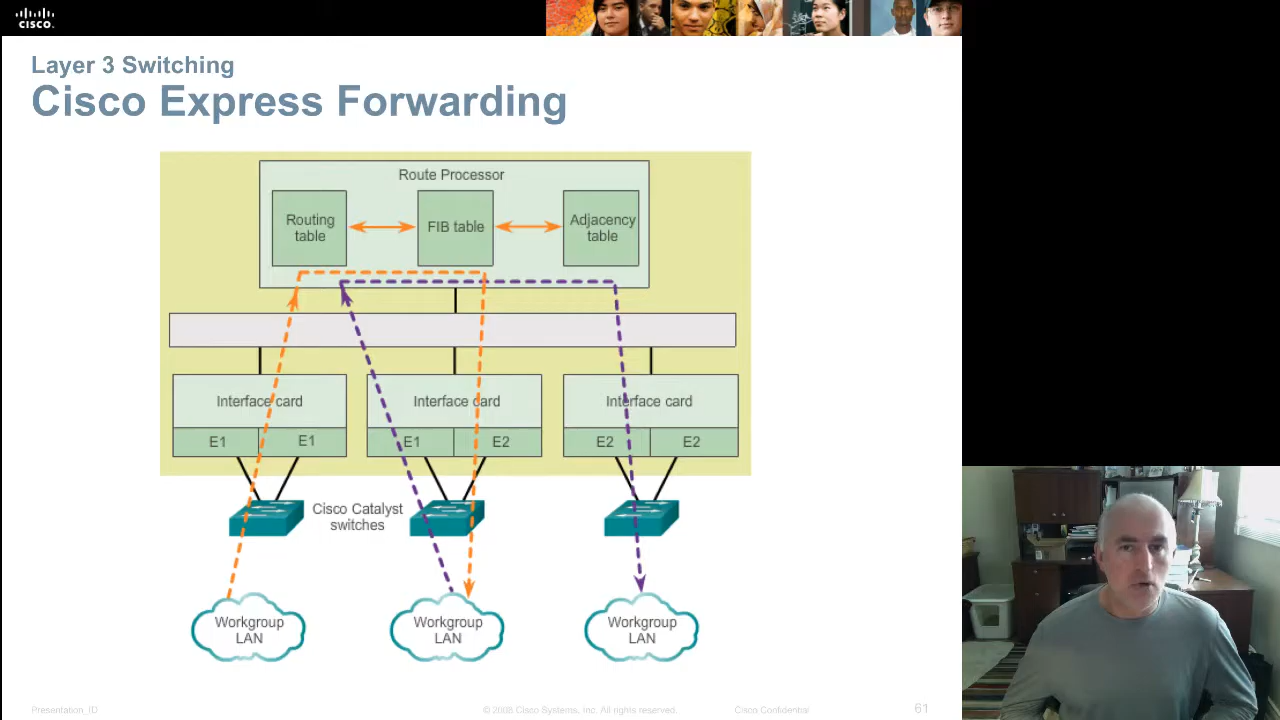 CISCO
Layer 3 Switching
Cisco Express Forwarding
Route Processor
Routing
table
FIB table
Adjacency
table
Interface card
Interface card
Interface card
E1
E1
E1
E2
E2
E2
Cisco Catalyst
switches
Workgroup
LAN
Workgroup
LAN
Workgroup
LAN
Presentation_ID
© 2008 Cisco Systems, Inc. All rights reserved.
Cisco Confidential
61